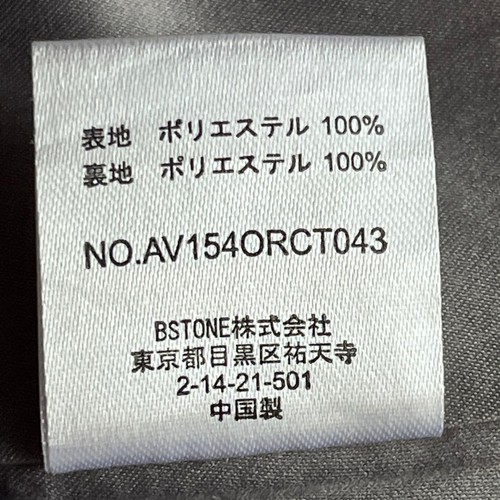 表地　ポリエステル 100%
裏地　ポリエステル 100%
NO.AV154ORCT043
BSTONE株式会社
東京都目黒区祐天寺
2-14-21-501
中国製